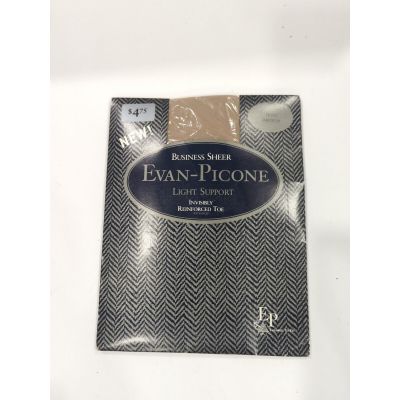 $4.75
NEW!
BUSINESS SHEER
EVAN-PICONE
LIGHT SUPPORT
INVISIBLY
REINFORCED TOE
EP